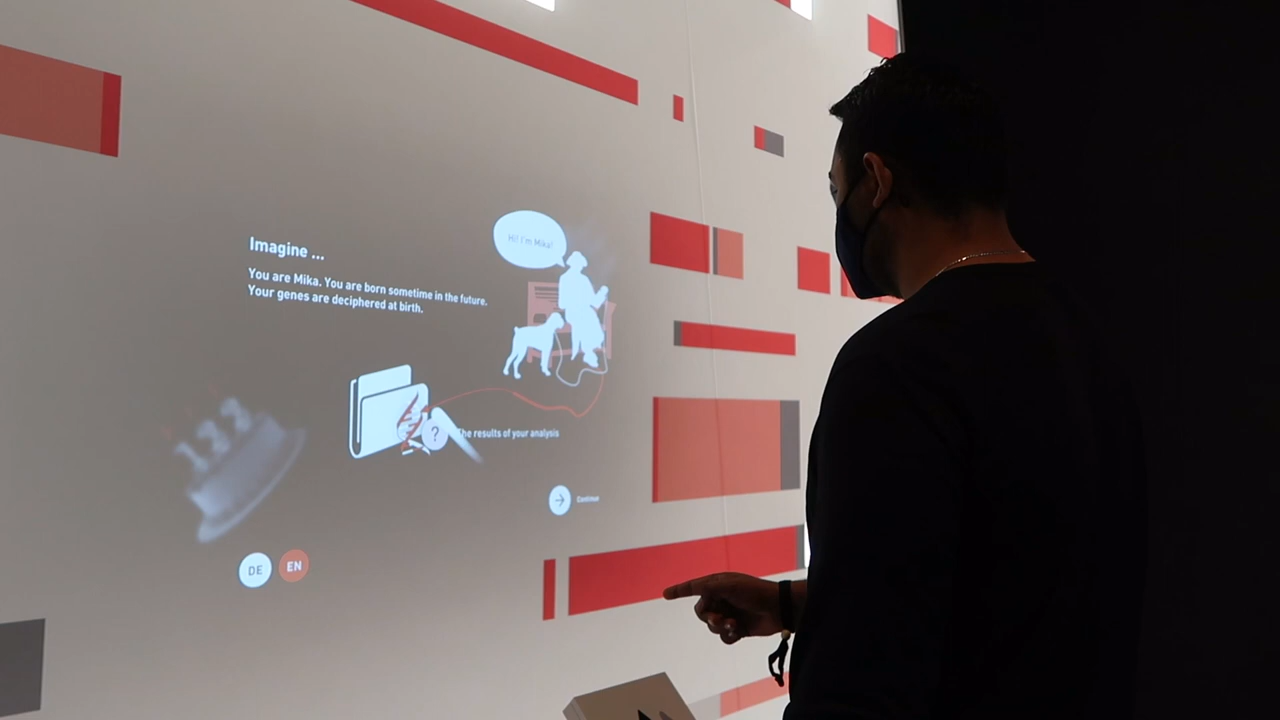 Hi! I'm Mika!
Imagine ...
You are Mika. You are born sometime in the future.
Your genes are deciphered at birth.
?
The results of your analysis
Continue
DE
EN